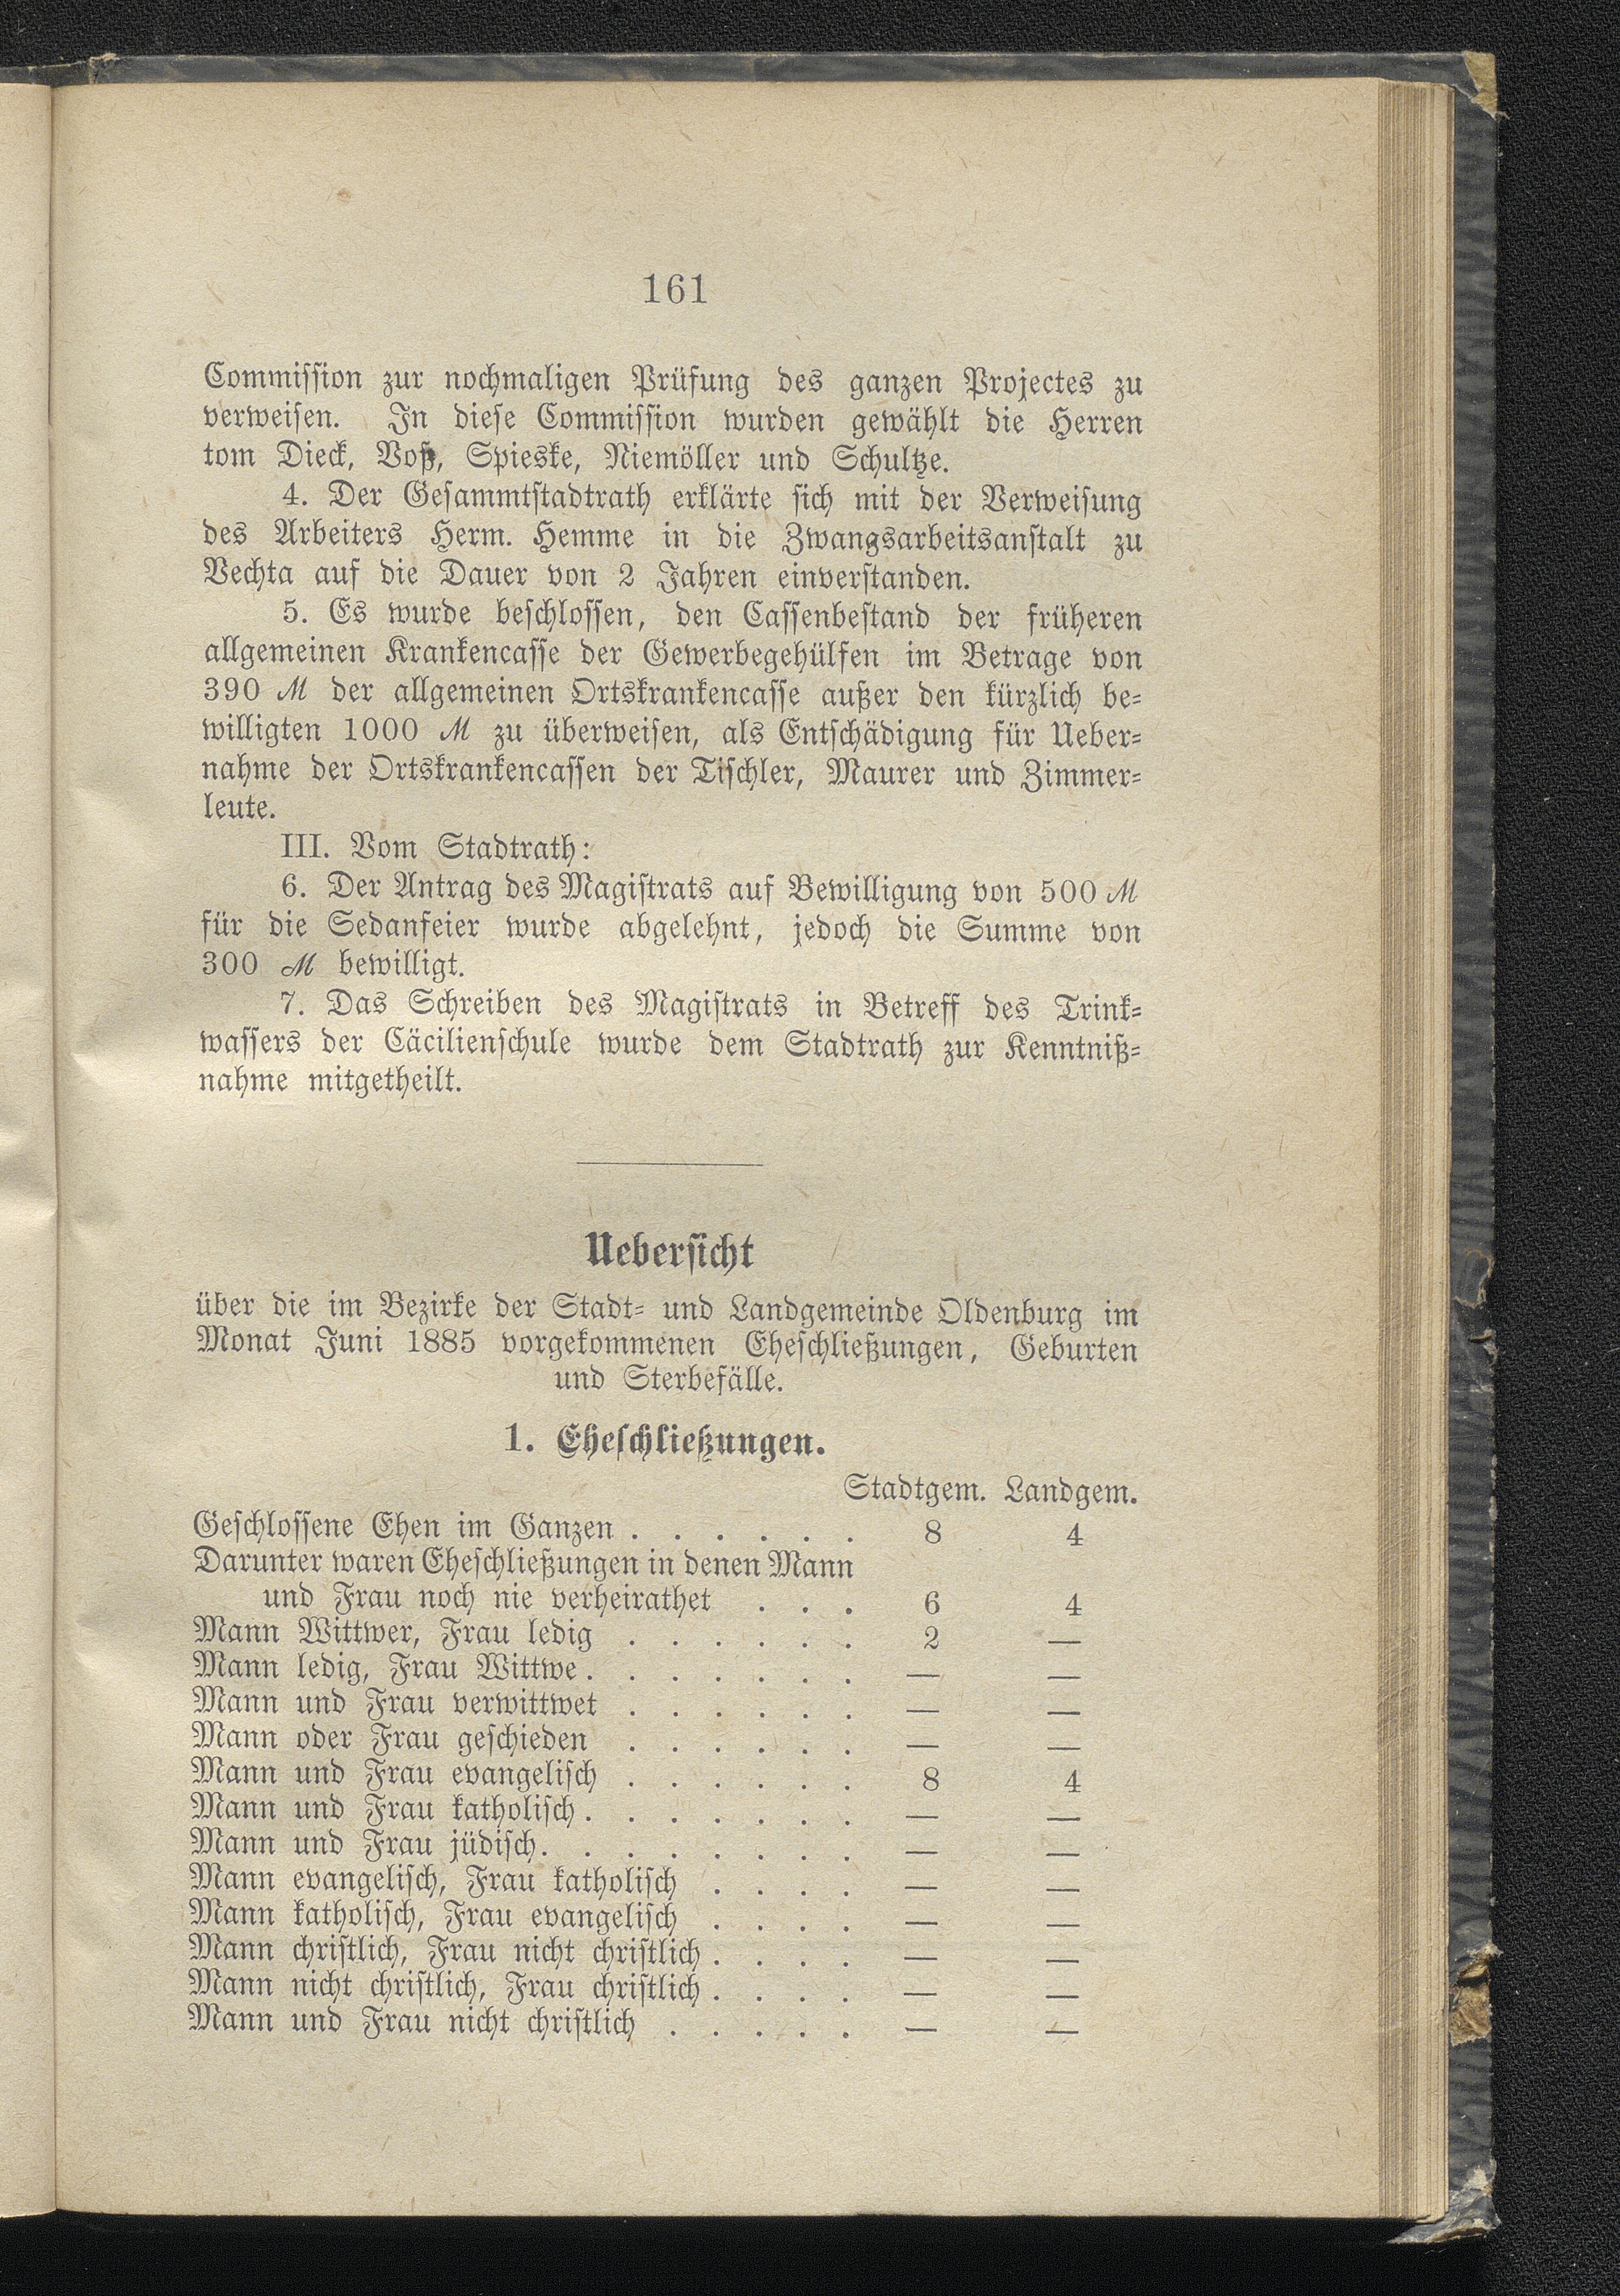 161
Commission zur nochmaligen Prüfung des ganzen Projectes zu
verweisen. In diese Commission wurden gewählt die Herren
tom Dieck, Voß, Spieske, Niemöller und Schultze.
4. Der Gesammtstadtrath erklärte sich mit der Verweisung
des Arbeiters Herm. Hemme in die Zwangsarbeitsanstalt zu
Vechta auf die Dauer von 2 Jahren einverstanden.
5. Es wurde beschlossen, den Cassenbestand der früheren
allgemeinen Krankencasse der Gewerbegehülfen im Betrage von
390 M der allgemeinen Ortskrankencasse außer den kürzlich be-
willigten 1000 M zu überweisen, als Entschädigung für Ueber-
nahme der Ortskrankencassen der Tischler, Maurer und Zimmer-
leute.
III. Vom Stadtrath:
6. Der Antrag des Magistrats auf Bewilligung von 500 M
für die Sedanfeier wurde abgelehnt, jedoch die Summe von
300 M bewilligt.
7. Das Schreiben des Magistrats in Betreff des Trink-
wassers der Cäcilienschule wurde dem Stadtrath zur Kenntniß-
nahme mitgetheilt.
Uebersicht
über die im Bezirke der Stadt- und Landgemeinde Oldenburg im
Monat Juni 1885 vorgekommenen Eheschließungen, Geburten
und Sterbefälle.
1. Eheschließungen.
Stadtgem. Landgem.
Geschlossene Ehen im Ganzen . . . . . . 8 4
Darunter waren Eheschließungen in denen Mann
und Frau noch nie verheirathet . . . 6 4
Mann Wittwer, Frau ledig . . . . . . 2 —
Mann ledig, Frau Wittwe . . . . . . . — —
Mann und Frau verwittwet . . . . . . — —
Mann oder Frau geschieden . . . . . . — —
Mann und Frau evangelisch . . . . . . 8 4
Mann und Frau katholisch . . . . . . . — —
Mann und Frau jüdisch . . . . . . . . — —
Mann evangelisch, Frau katholisch . . . . — —
Mann katholisch, Frau evangelisch . . . . — —
Mann christlich, Frau nicht christlich . . . . — —
Mann nicht christlich, Frau christlich . . . . — —
Mann und Frau nicht christlich . . . . . — —